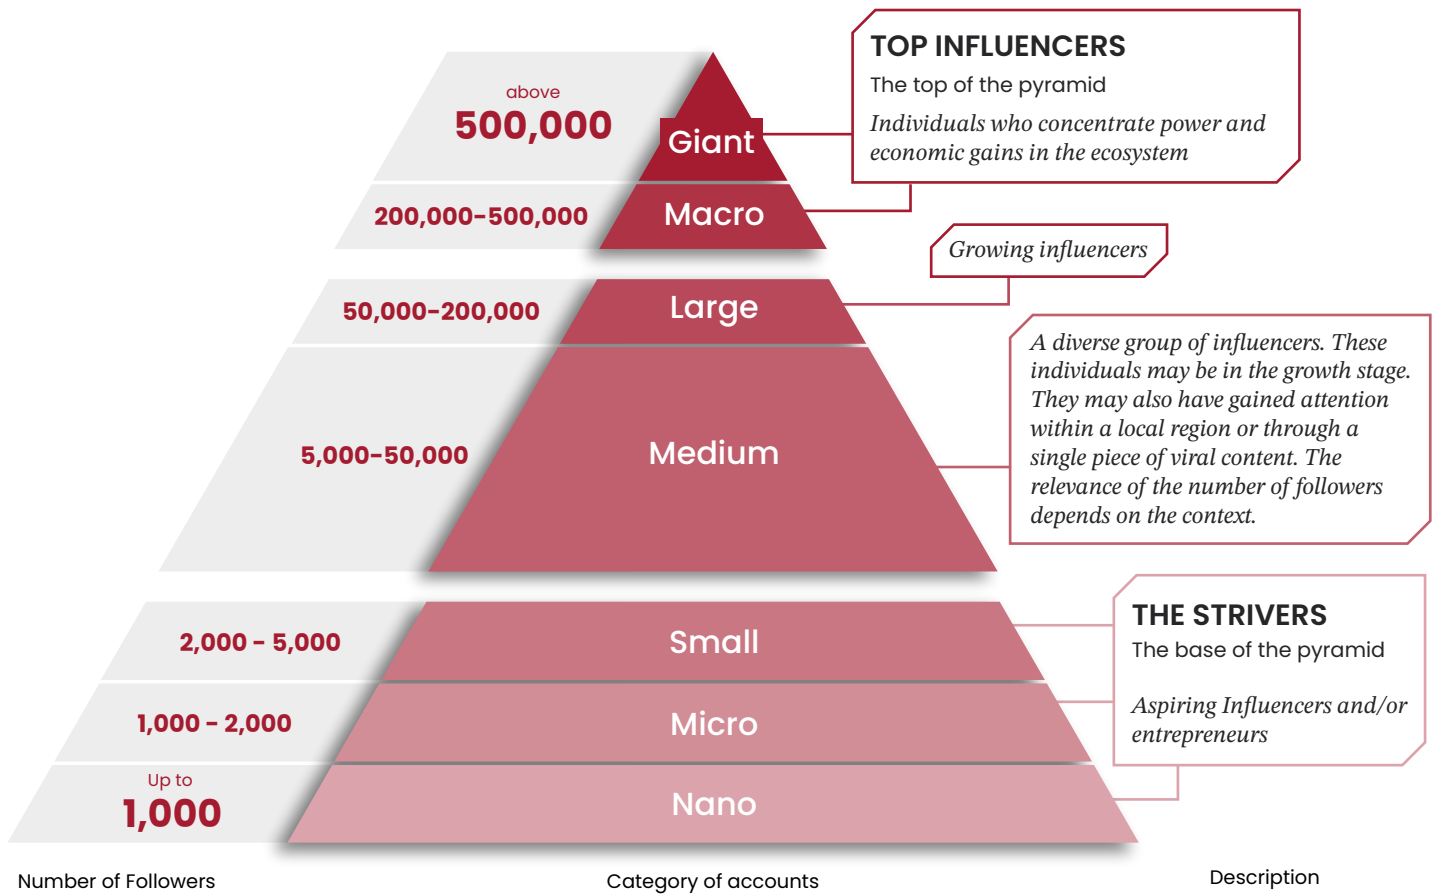 above
500,000
Giant
TOP INFLUENCERS
The top of the pyramid
Individuals who concentrate power and
economic gains in the ecosystem
200,000-500,000
Macro
Growing influencers
50,000-200,000
Large
A diverse group of influencers. These
individuals may be in the growth stage.
They may also have gained attention
within a local region or through a
single piece of viral content. The
relevance of the number of followers
depends on the context.
5,000-50,000
Medium
2,000 - 5,000
Small
THE STRIVERS
The base of the pyramid
Aspiring Influencers and/or
entrepreneurs
1,000 - 2,000
Micro
Up to
1,000
Nano
Number of Followers
Category of accounts
Description